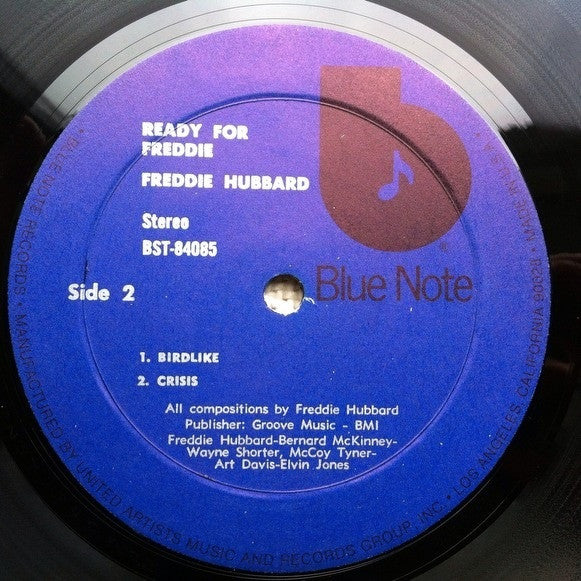 READY FOR
FREDDIE
FREDDIE HUBBARD
Stereo
BST-84085
Side 2
Blue Note
®
1. BIRDLIKE
2. CRISIS
All compositions by Freddie Hubbard
Publisher: Groove Music - BMI
Freddie Hubbard-Bernard McKinney-
Wayne Shorter, McCoy Tyner-
Art Davis-Elvin Jones
• BLUE NOTE RECORDS • MANUFACTURED BY UNITED ARTISTS MUSIC AND RECORDS GROUP, INC. • LOS ANGELES, CALIFORNIA 90028 • MADE IN U.S.A.